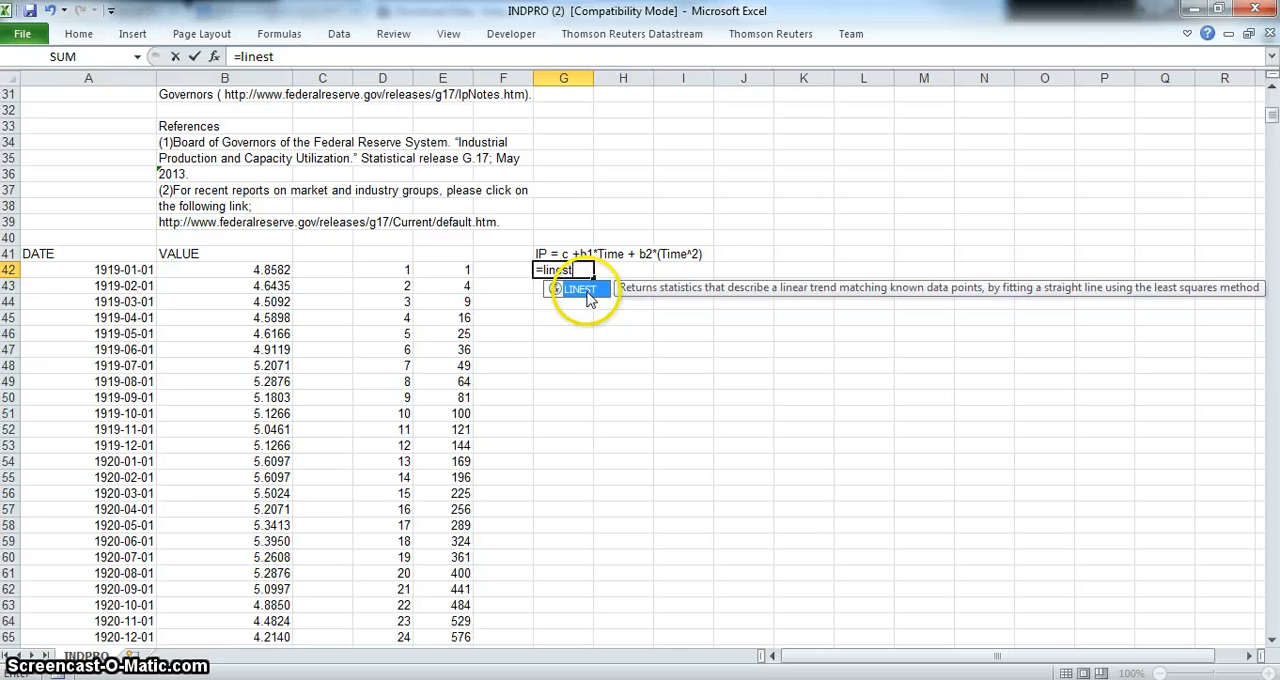 INDPRO (2) [Compatibility Mode] - Microsoft Excel
File Home Insert Page Layout Formulas Data Review View Developer Thomson Reuters Datastream Thomson Reuters Team
SUM =linest
A B C D E F G H I J K L M N O P Q R
31 Governors ( http://www.federalreserve.gov/releases/g17/IpNotes.htm).
32
33 References
34 (1)Board of Governors of the Federal Reserve System. “Industrial
35 Production and Capacity Utilization.” Statistical release G.17; May
36 2013.
37 (2)For recent reports on market and industry groups, please click on
38 the following link;
39 http://www.federalreserve.gov/releases/g17/Current/default.htm.
40
41 DATE VALUE IP = c +b1*Time + b2*(Time^2)
42 1919-01-01 4.8582 1 1 =linest
43 1919-02-01 4.6435 2 4 LINEST Returns statistics that describe a linear trend matching known data points, by fitting a straight line using the least squares method
44 1919-03-01 4.5092 3 9
45 1919-04-01 4.5898 4 16
46 1919-05-01 4.6166 5 25
47 1919-06-01 4.9119 6 36
48 1919-07-01 5.2071 7 49
49 1919-08-01 5.2876 8 64
50 1919-09-01 5.1803 9 81
51 1919-10-01 5.1266 10 100
52 1919-11-01 5.0461 11 121
53 1919-12-01 5.1266 12 144
54 1920-01-01 5.6097 13 169
55 1920-02-01 5.6097 14 196
56 1920-03-01 5.5024 15 225
57 1920-04-01 5.2071 16 256
58 1920-05-01 5.3413 17 289
59 1920-06-01 5.3950 18 324
60 1920-07-01 5.2608 19 361
61 1920-08-01 5.2876 20 400
62 1920-09-01 5.0997 21 441
63 1920-10-01 4.8850 22 484
64 1920-11-01 4.4824 23 529
65 1920-12-01 4.2140 24 576
INDPRO
Screencast-O-Matic.com
100%